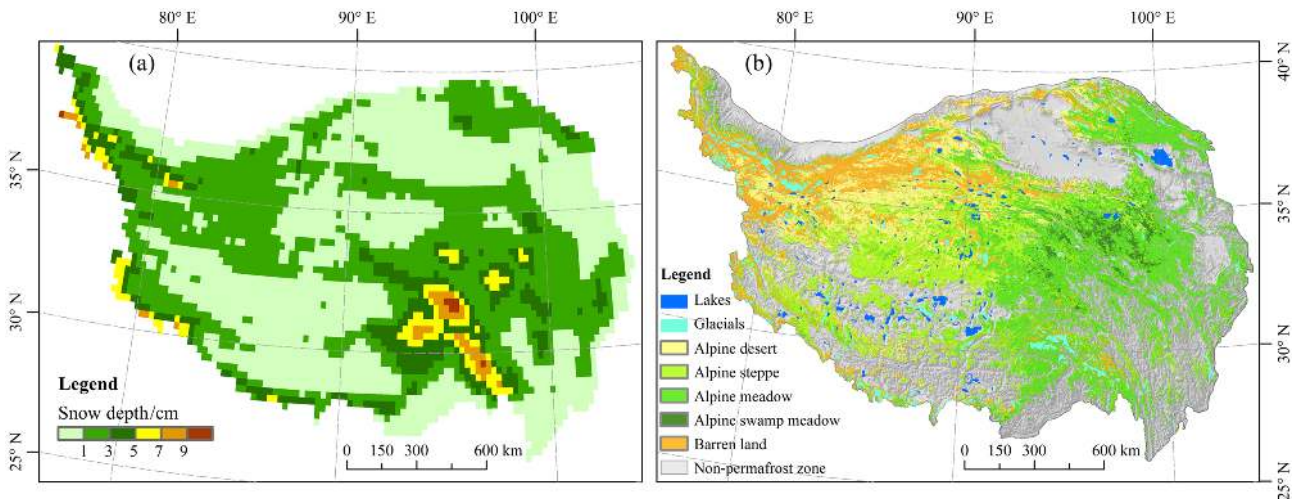 80° E 90° E 100° E
80° E 90° E 100° E
(a)
(b)
40° N
35° N
35° N
30° N
30° N
25° N
25° N
Legend
Snow depth/cm
1 3 5 7 9
0 150 300 600 km
Legend
Lakes
Glacials
Alpine desert
Alpine steppe
Alpine meadow
Alpine swamp meadow
Barren land
Non-permafrost zone
0 150 300 600 km